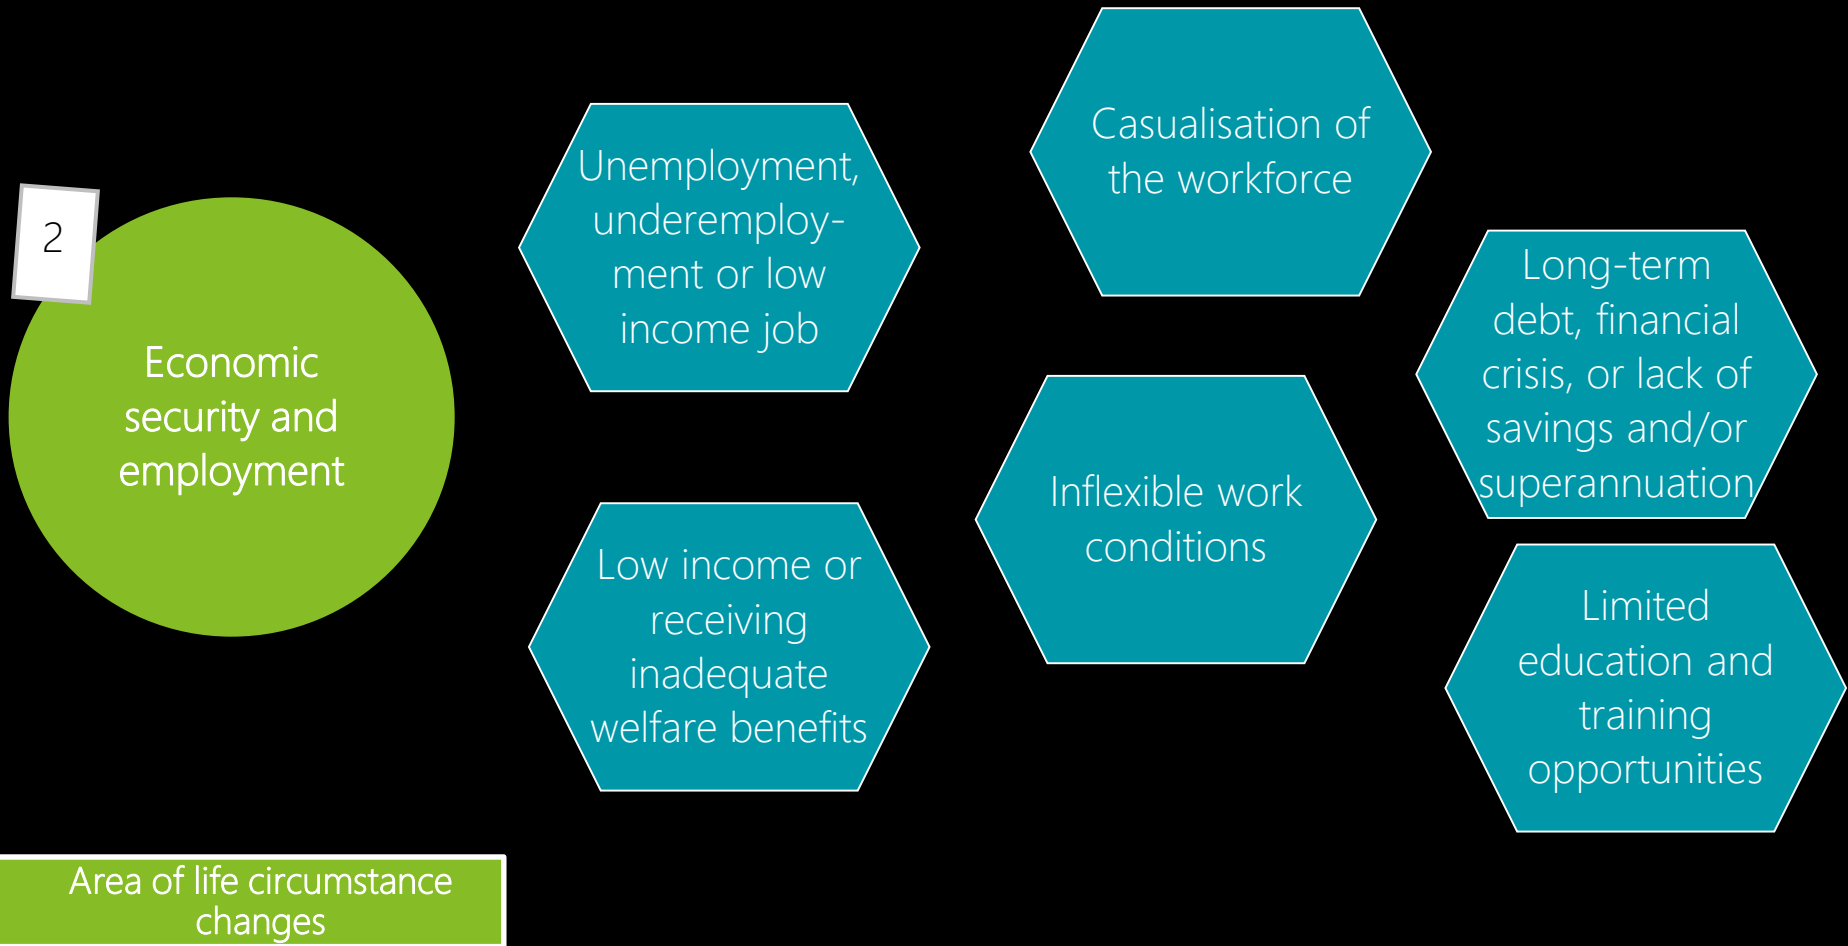 2
Economic
security and
employment
Unemployment,
underemploy-
ment or low
income job
Casualisation of
the workforce
Long-term
debt, financial
crisis, or lack of
savings and/or
superannuation
Low income or
receiving
inadequate
welfare benefits
Inflexible work
conditions
Limited
education and
training
opportunities
Area of life circumstance
changes